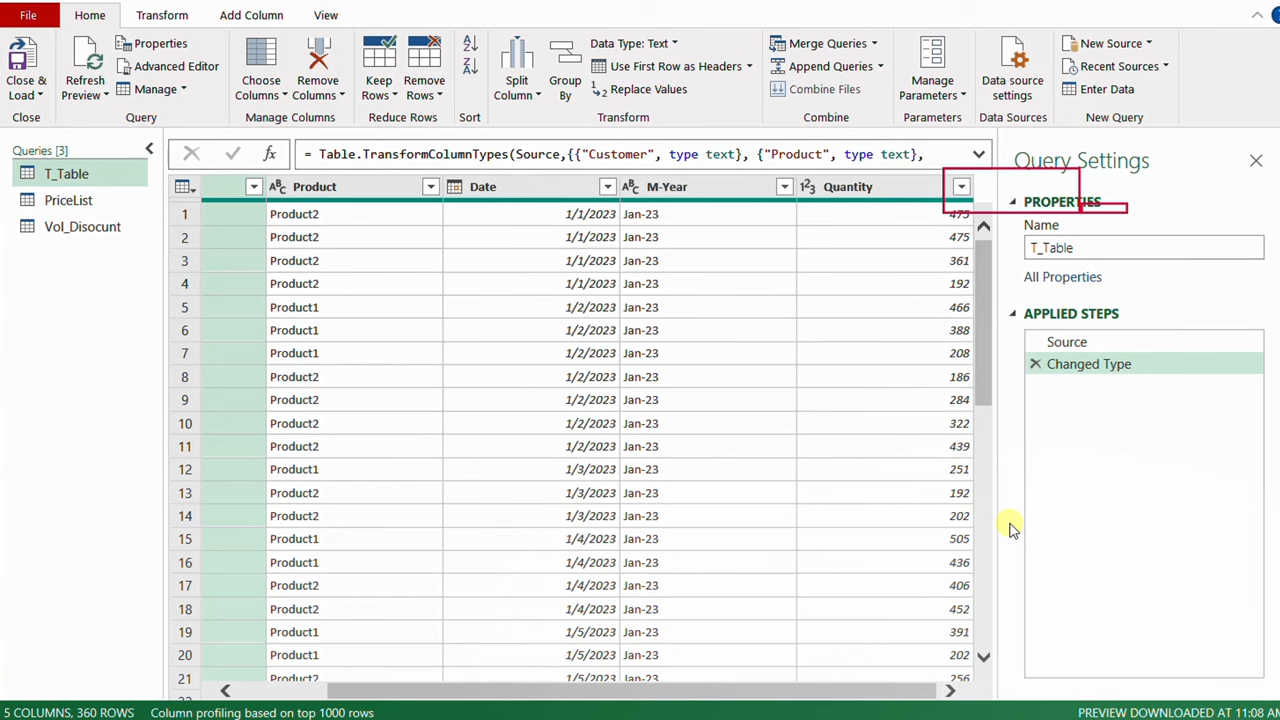 File Home Transform Add Column View
Close & Load Refresh Preview Properties Advanced Editor Manage Choose Columns Remove Columns Keep Rows Remove Rows Split Column Group By Data Type: Text Use First Row as Headers Replace Values Merge Queries Append Queries Combine Files Manage Parameters Data source settings New Source Recent Sources Enter Data
Close Query Manage Columns Reduce Rows Sort Transform Combine Parameters Data Sources New Query
Queries [3]
T_Table
PriceList
Vol_Disocunt
fx = Table.TransformColumnTypes(Source,{{"Customer", type text}, {"Product", type text},
ABC Product Date ABC M-Year 123 Quantity
1 Product2 1/1/2023 Jan-23 475
2 Product2 1/1/2023 Jan-23 475
3 Product2 1/1/2023 Jan-23 361
4 Product2 1/1/2023 Jan-23 192
5 Product1 1/2/2023 Jan-23 466
6 Product1 1/2/2023 Jan-23 388
7 Product1 1/2/2023 Jan-23 208
8 Product2 1/2/2023 Jan-23 186
9 Product2 1/2/2023 Jan-23 284
10 Product2 1/2/2023 Jan-23 322
11 Product2 1/2/2023 Jan-23 439
12 Product1 1/3/2023 Jan-23 251
13 Product2 1/3/2023 Jan-23 192
14 Product2 1/3/2023 Jan-23 202
15 Product1 1/4/2023 Jan-23 505
16 Product1 1/4/2023 Jan-23 436
17 Product2 1/4/2023 Jan-23 406
18 Product2 1/4/2023 Jan-23 452
19 Product1 1/5/2023 Jan-23 391
20 Product1 1/5/2023 Jan-23 202
21 Product2 1/5/2023 Jan-23 256
Query Settings
PROPERTIES
Name
T_Table
All Properties
APPLIED STEPS
Source
Changed Type
5 COLUMNS, 360 ROWS Column profiling based on top 1000 rows PREVIEW DOWNLOADED AT 11:08 AM